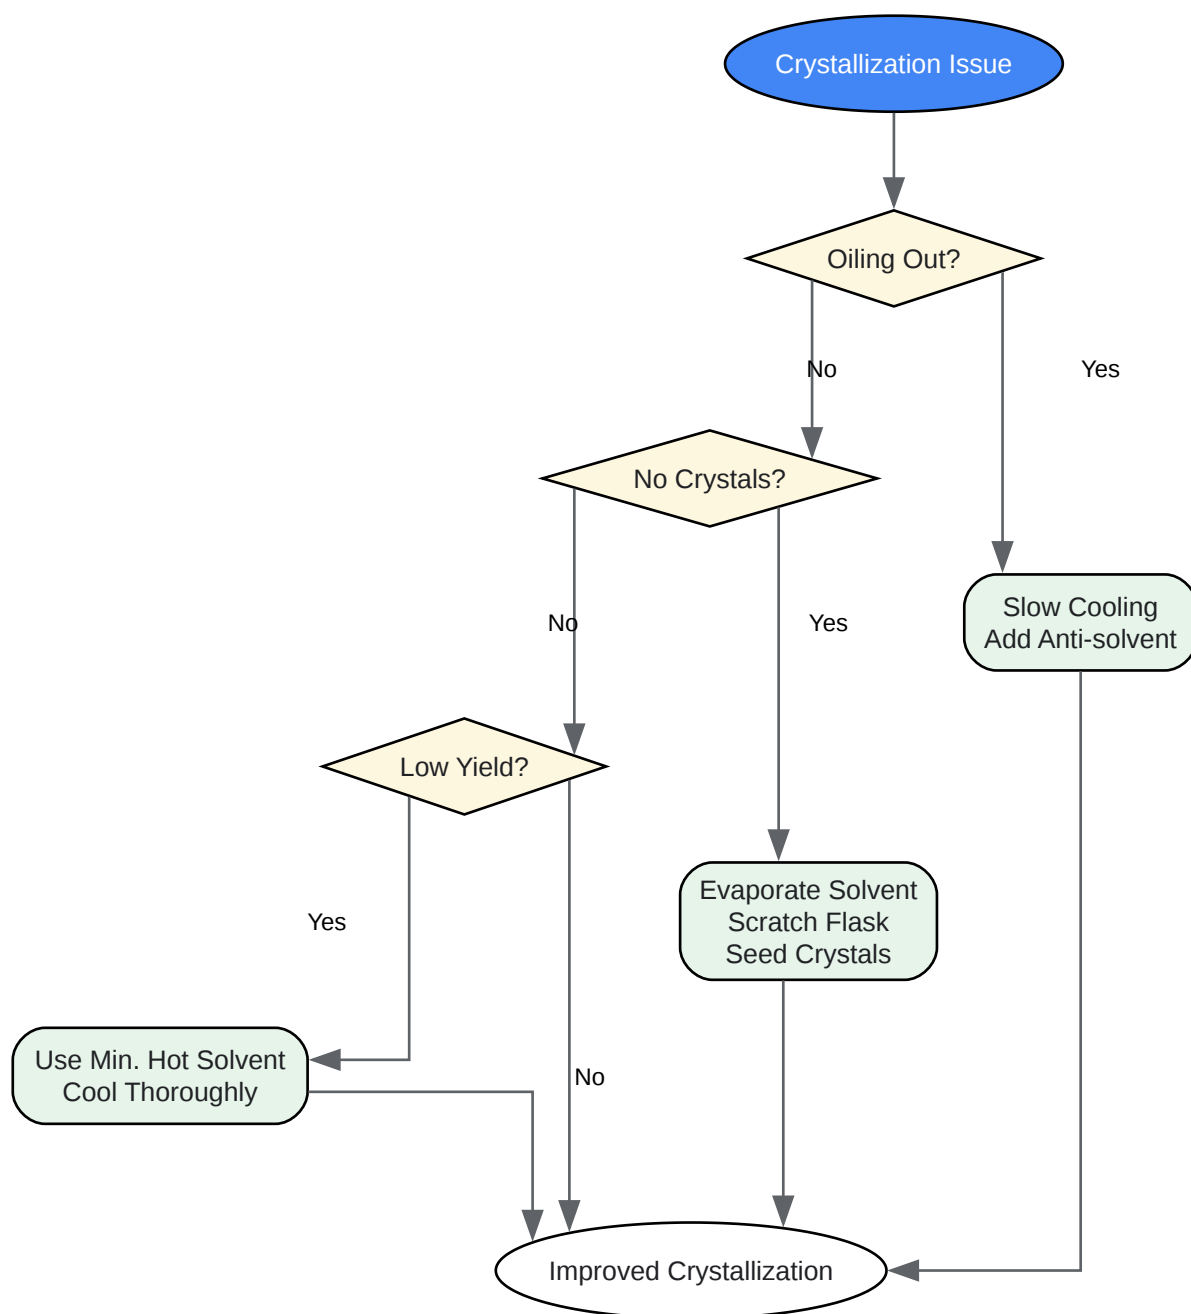 Crystallization Issue
Oiling Out?
No
Yes
No Crystals?
Slow Cooling
Add Anti-solvent
No
Yes
Low Yield?
Evaporate Solvent
Scratch Flask
Seed Crystals
Yes
Use Min. Hot Solvent
Cool Thoroughly
No
Improved Crystallization